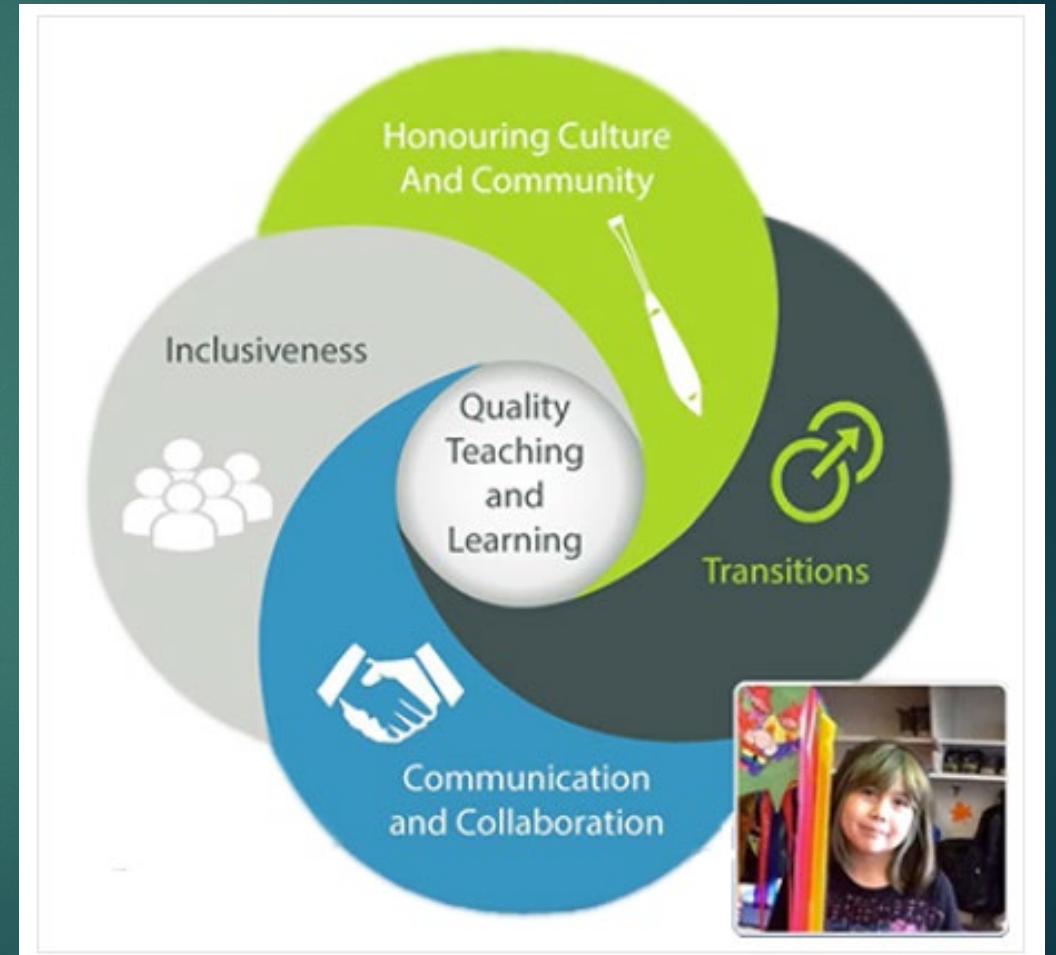 Honouring Culture
And Community
Inclusiveness
Quality
Teaching
and
Learning
Transitions
Communication
and Collaboration